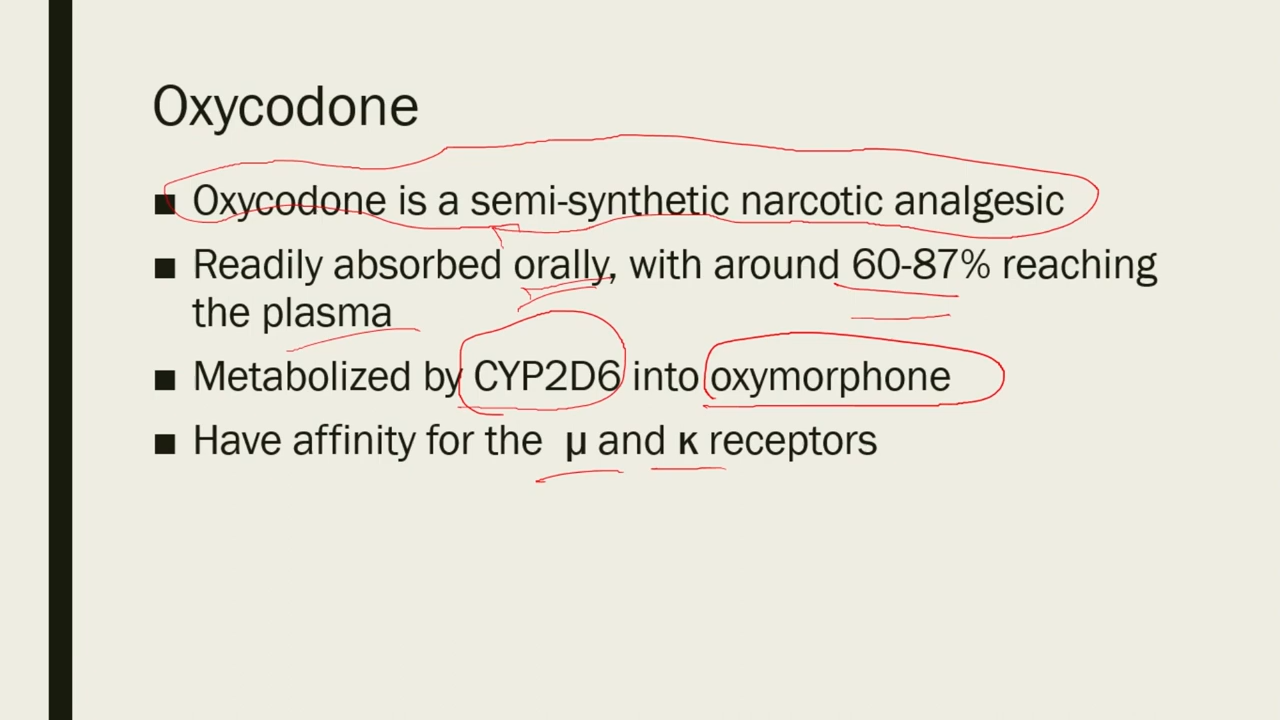 Oxycodone
■ Oxycodone is a semi-synthetic narcotic analgesic
■ Readily absorbed orally, with around 60-87% reaching
the plasma
■ Metabolized by CYP2D6 into oxymorphone
■ Have affinity for the μ and κ receptors